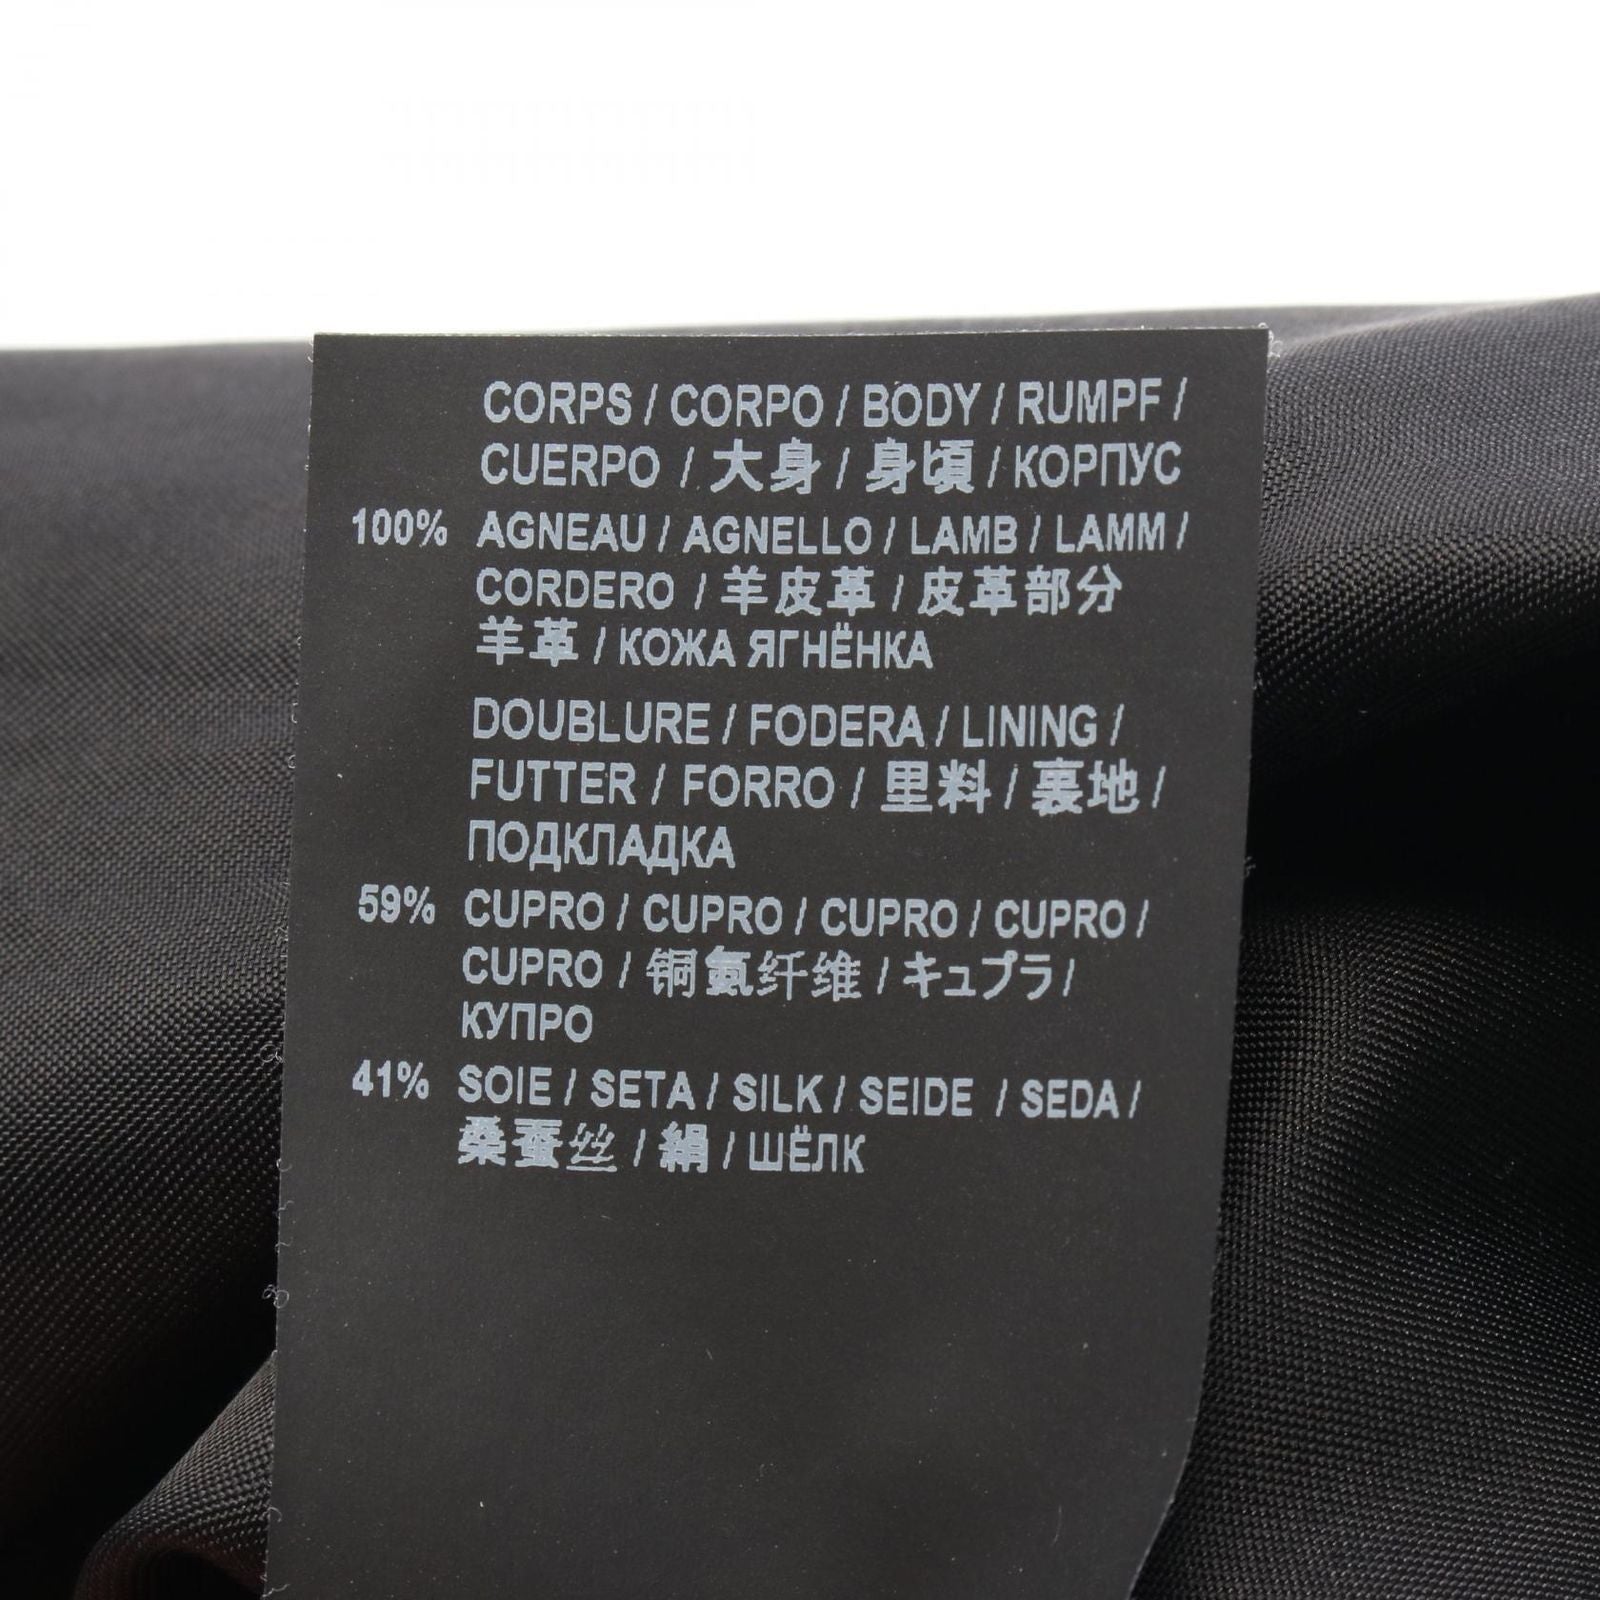 CORPS / CORPO / BODY / RUMPF /
CUERPO / 大身 / 身頃 / КОРПУС
100% AGNEAU / AGNELLO / LAMB / LAMM /
CORDERO / 羊皮革 / 皮革部分
羊革 / КОЖА ЯГНЁНКА
DOUBLURE / FODERA / LINING /
FUTTER / FORRO / 里料 / 裏地 /
ПОДКЛАДКА
59% CUPRO / CUPRO / CUPRO / CUPRO /
CUPRO / 铜氨纤维 / キュプラ /
КУПРО
41% SOIE / SETA / SILK / SEIDE / SEDA /
桑蚕丝 / 絹 / ШЁЛК